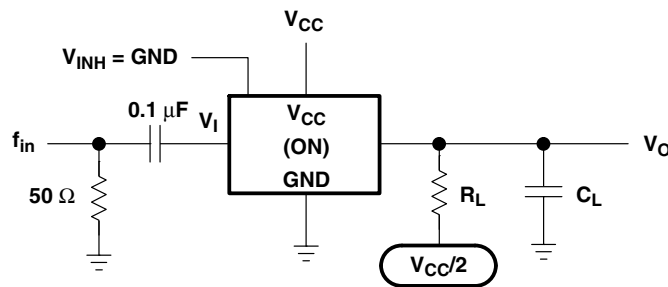 V_CC
V_INH = GND
0.1 μF
V_I
V_CC
f_in
(ON)
V_O
GND
50 Ω
R_L
C_L
V_CC/2